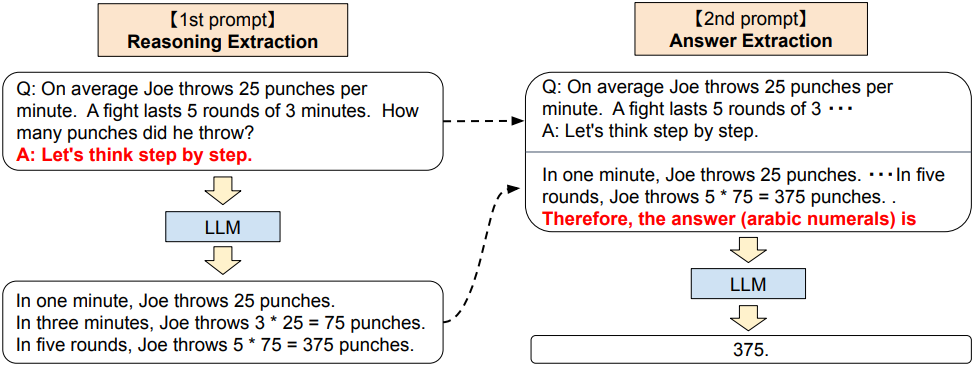 【1st prompt】
Reasoning Extraction
Q: On average Joe throws 25 punches per
minute.  A fight lasts 5 rounds of 3 minutes.  How
many punches did he throw?
A: Let's think step by step.
LLM
In one minute, Joe throws 25 punches.
In three minutes, Joe throws 3 * 25 = 75 punches.
In five rounds, Joe throws 5 * 75 = 375 punches.
【2nd prompt】
Answer Extraction
Q: On average Joe throws 25 punches per
minute.  A fight lasts 5 rounds of 3 ・・・
A: Let's think step by step.
In one minute, Joe throws 25 punches. ・・・In five
rounds, Joe throws 5 * 75 = 375 punches. .
Therefore, the answer (arabic numerals) is
LLM
375.